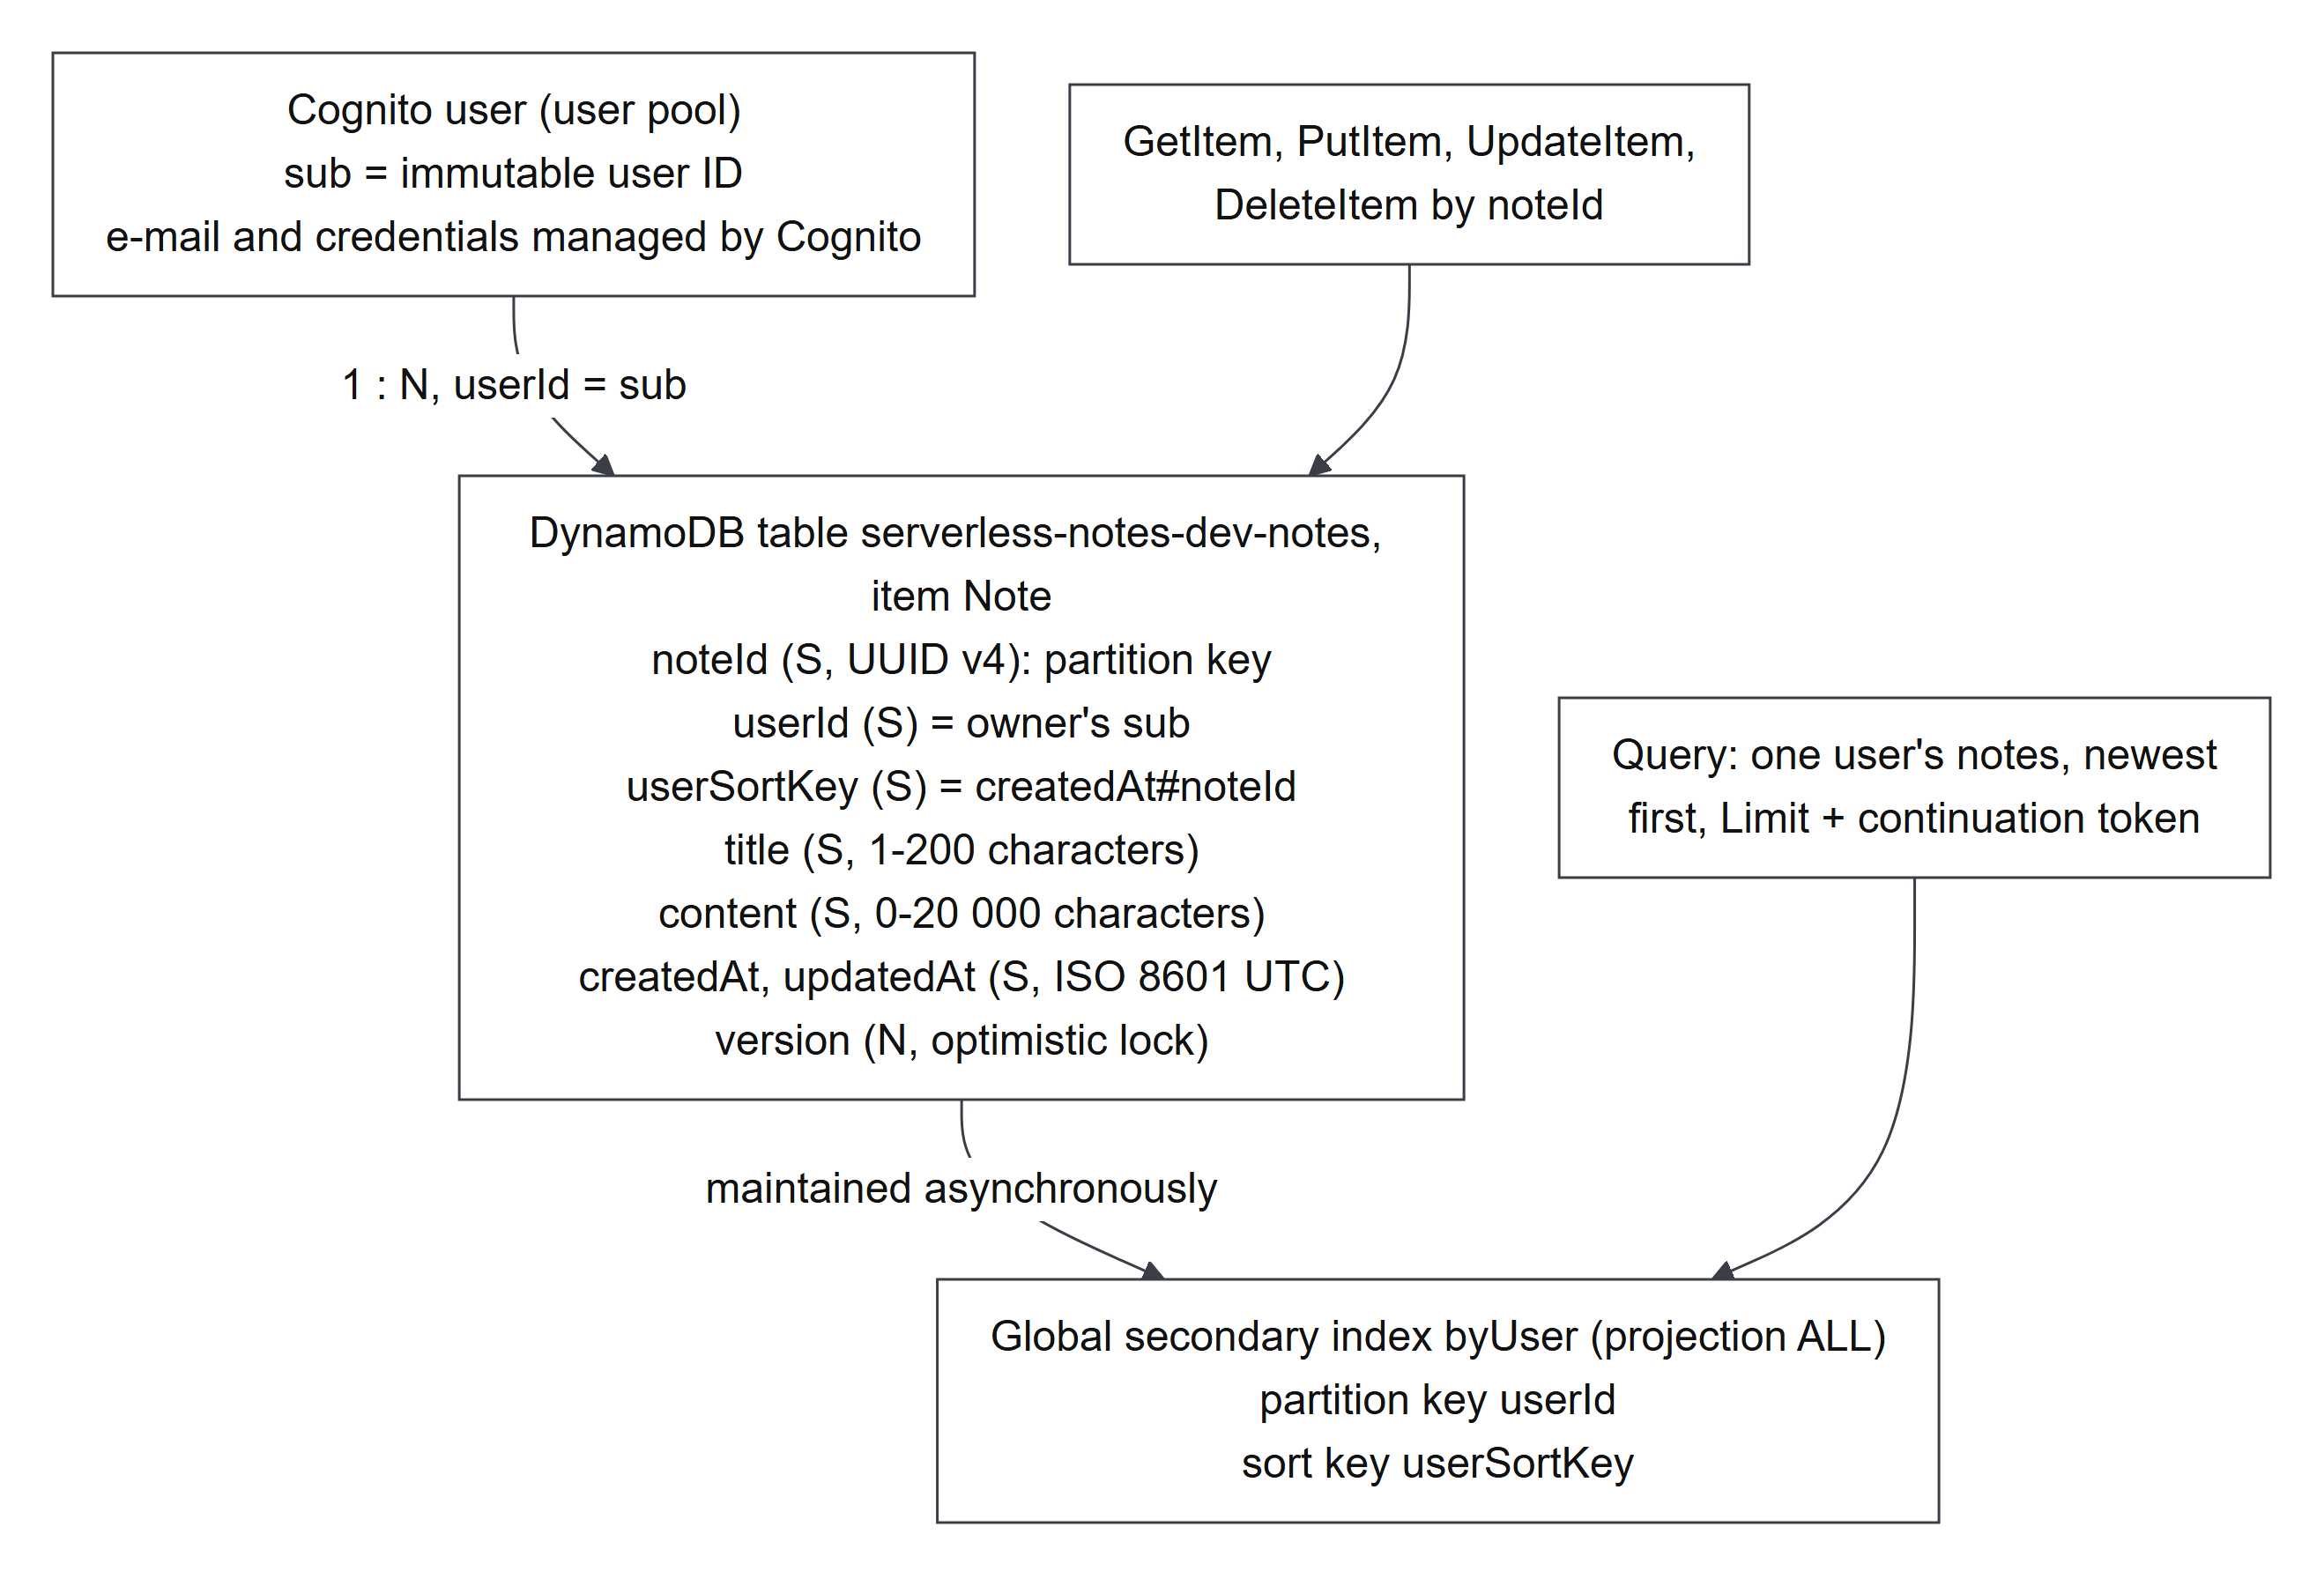 Cognito user (user pool)
sub = immutable user ID
e-mail and credentials managed by Cognito
GetItem, PutItem, UpdateItem,
DeleteItem by noteId
1 : N, userId = sub
DynamoDB table serverless-notes-dev-notes,
item Note
noteId (S, UUID v4): partition key
userId (S) = owner's sub
userSortKey (S) = createdAt#noteId
title (S, 1-200 characters)
content (S, 0-20 000 characters)
createdAt, updatedAt (S, ISO 8601 UTC)
version (N, optimistic lock)
Query: one user's notes, newest
first, Limit + continuation token
maintained asynchronously
Global secondary index byUser (projection ALL)
partition key userId
sort key userSortKey